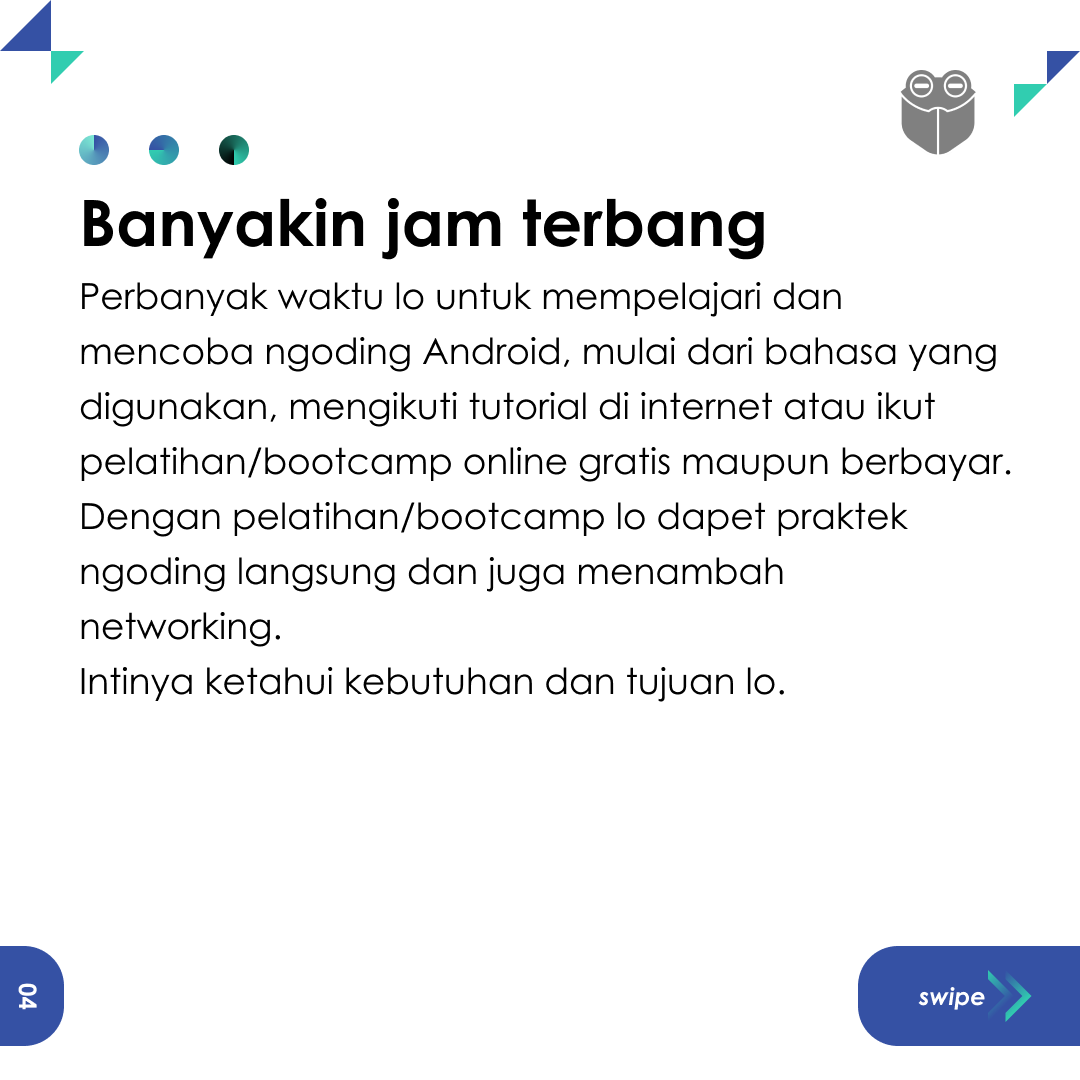 Banyakin jam terbang
Perbanyak waktu lo untuk mempelajari dan
mencoba ngoding Android, mulai dari bahasa yang
digunakan, mengikuti tutorial di internet atau ikut
pelatihan/bootcamp online gratis maupun berbayar.
Dengan pelatihan/bootcamp lo dapet praktek
ngoding langsung dan juga menambah
networking.
Intinya ketahui kebutuhan dan tujuan lo.
04
swipe